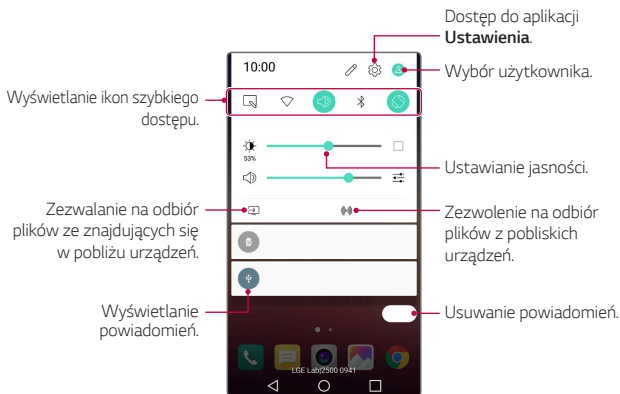 Dostęp do aplikacji
Ustawienia.
10:00
Wybór użytkownika.
Wyświetlanie ikon szybkiego
dostępu.
53%
Ustawianie jasności.
Zezwalanie na odbiór
plików ze znajdujących się
w pobliżu urządzeń.
Zezwolenie na odbiór
plików z pobliskich
urządzeń.
Wyświetlanie
powiadomień.
Usuwanie powiadomień.
LGE Lab|2500 0941